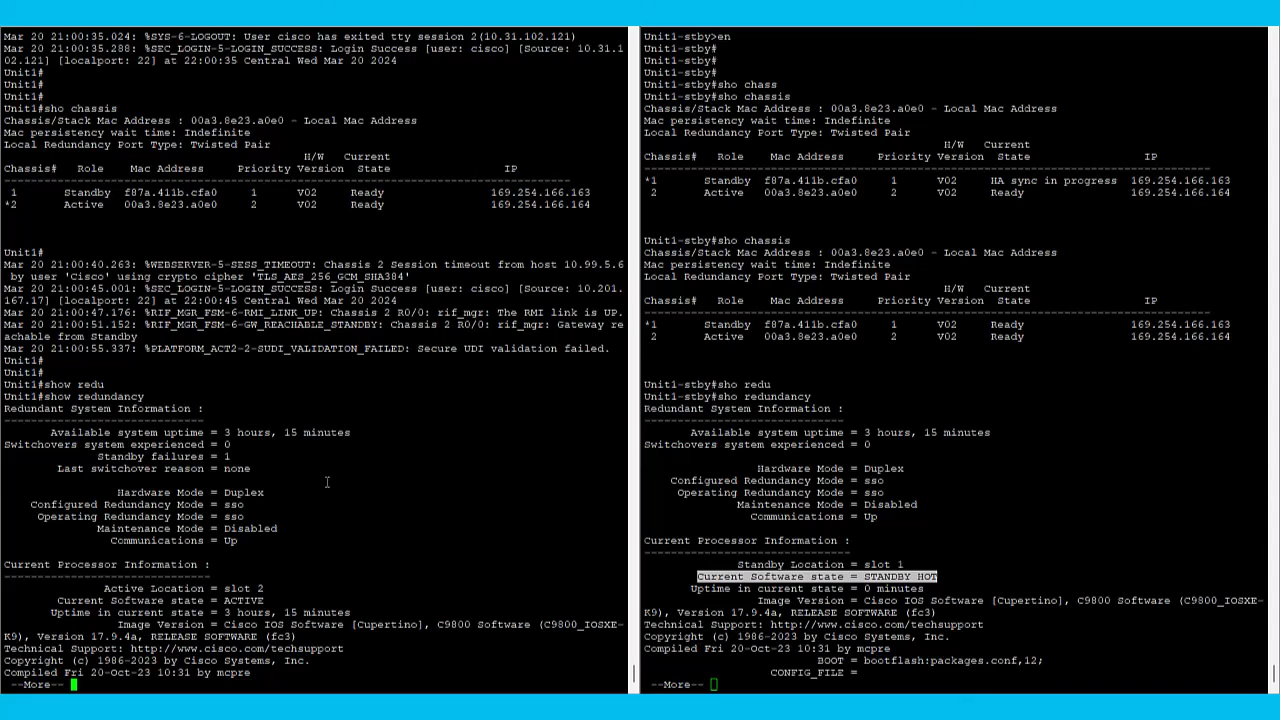 Mar 20 21:00:35.024: %SYS-6-LOGOUT: User cisco has exited tty session 2(10.31.102.121)
Mar 20 21:00:35.288: %SEC_LOGIN-5-LOGIN_SUCCESS: Login Success [user: cisco] [Source: 10.31.1
02.121] [localport: 22] at 22:00:35 Central Wed Mar 20 2024
Unit1#
Unit1#
Unit1#
Unit1#sho chassis
Chassis/Stack Mac Address : 00a3.8e23.a0e0 - Local Mac Address
Mac persistency wait time: Indefinite
Local Redundancy Port Type: Twisted Pair
H/W Current
Chassis# Role Mac Address Priority Version State IP
-------------------------------------------------------------------------------------
1 Standby f87a.411b.cfa0 1 V02 Ready 169.254.166.163
*2 Active 00a3.8e23.a0e0 2 V02 Ready 169.254.166.164
Unit1#
Mar 20 21:00:40.263: %WEBSERVER-5-SESS_TIMEOUT: Chassis 2 Session timeout from host 10.99.5.6
by user 'Cisco' using crypto cipher 'TLS_AES_256_GCM_SHA384'
Mar 20 21:00:45.001: %SEC_LOGIN-5-LOGIN_SUCCESS: Login Success [user: cisco] [Source: 10.201.
167.17] [localport: 22] at 22:00:45 Central Wed Mar 20 2024
Mar 20 21:00:47.176: %RIF_MGR_FSM-6-RMI_LINK_UP: Chassis 2 R0/0: rif_mgr: The RMI link is UP.
Mar 20 21:00:51.152: %RIF_MGR_FSM-6-GW_REACHABLE_STANDBY: Chassis 2 R0/0: rif_mgr: Gateway re
achable from Standby
Mar 20 21:00:55.337: %PLATFORM_ACT2-2-SUDI_VALIDATION_FAILED: Secure UDI validation failed.
Unit1#
Unit1#
Unit1#show redu
Unit1#show redundancy
Redundant System Information :
------------------------------
Available system uptime = 3 hours, 15 minutes
Switchovers system experienced = 0
Standby failures = 1
Last switchover reason = none
Hardware Mode = Duplex
Configured Redundancy Mode = sso
Operating Redundancy Mode = sso
Maintenance Mode = Disabled
Communications = Up
Current Processor Information :
-------------------------------
Active Location = slot 2
Current Software state = ACTIVE
Uptime in current state = 3 hours, 15 minutes
Image Version = Cisco IOS Software [Cupertino], C9800 Software (C9800_IOSXE-
K9), Version 17.9.4a, RELEASE SOFTWARE (fc3)
Technical Support: http://www.cisco.com/techsupport
Copyright (c) 1986-2023 by Cisco Systems, Inc.
Compiled Fri 20-Oct-23 10:31 by mcpre
--More--
Unit1-stby>en
Unit1-stby#
Unit1-stby#
Unit1-stby#
Unit1-stby#sho chass
Unit1-stby#sho chassis
Chassis/Stack Mac Address : 00a3.8e23.a0e0 - Local Mac Address
Mac persistency wait time: Indefinite
Local Redundancy Port Type: Twisted Pair
H/W Current
Chassis# Role Mac Address Priority Version State IP
-------------------------------------------------------------------------------------
*1 Standby f87a.411b.cfa0 1 V02 HA sync in progress 169.254.166.163
2 Active 00a3.8e23.a0e0 2 V02 Ready 169.254.166.164
Unit1-stby#sho chassis
Chassis/Stack Mac Address : 00a3.8e23.a0e0 - Local Mac Address
Mac persistency wait time: Indefinite
Local Redundancy Port Type: Twisted Pair
H/W Current
Chassis# Role Mac Address Priority Version State IP
-------------------------------------------------------------------------------------
*1 Standby f87a.411b.cfa0 1 V02 Ready 169.254.166.163
2 Active 00a3.8e23.a0e0 2 V02 Ready 169.254.166.164
Unit1-stby#sho redu
Unit1-stby#sho redundancy
Redundant System Information :
------------------------------
Available system uptime = 3 hours, 15 minutes
Switchovers system experienced = 0
Hardware Mode = Duplex
Configured Redundancy Mode = sso
Operating Redundancy Mode = sso
Maintenance Mode = Disabled
Communications = Up
Current Processor Information :
-------------------------------
Standby Location = slot 1
Current Software state = STANDBY HOT
Uptime in current state = 0 minutes
Image Version = Cisco IOS Software [Cupertino], C9800 Software (C9800_IOSXE-
K9), Version 17.9.4a, RELEASE SOFTWARE (fc3)
Technical Support: http://www.cisco.com/techsupport
Copyright (c) 1986-2023 by Cisco Systems, Inc.
Compiled Fri 20-Oct-23 10:31 by mcpre
BOOT = bootflash:packages.conf,12;
CONFIG_FILE =
--More--